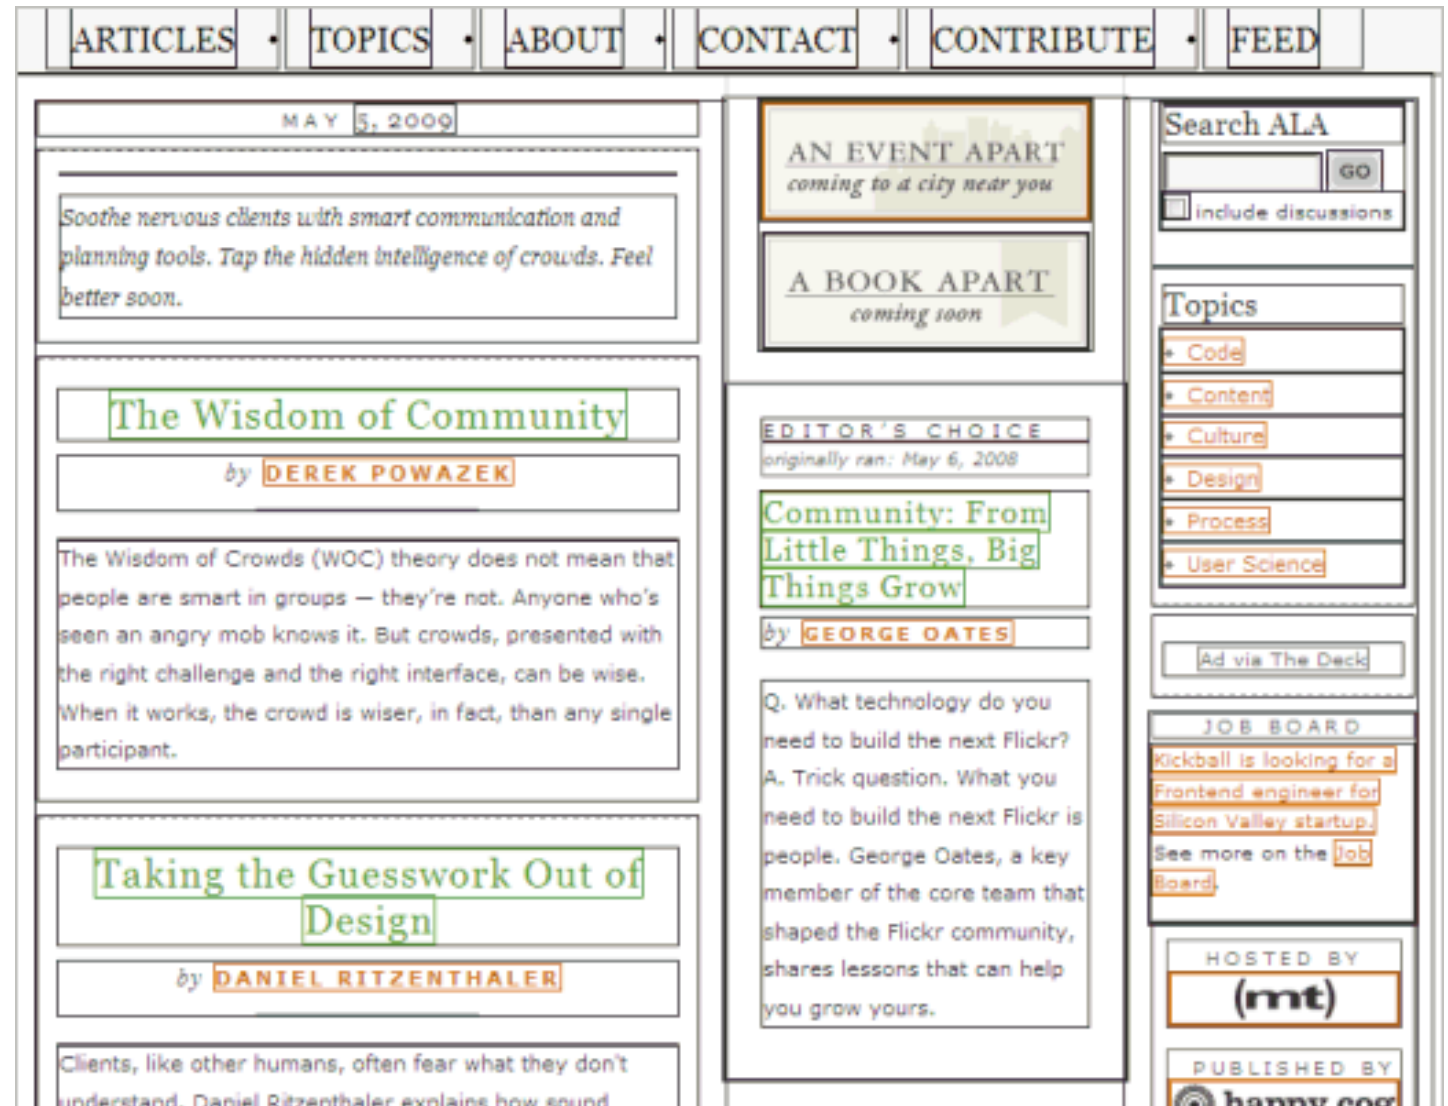 ARTICLES • TOPICS • ABOUT • CONTACT • CONTRIBUTE • FEED
MAY 5, 2009
Soothe nervous clients with smart communication and
planning tools. Tap the hidden intelligence of crowds. Feel
better soon.
The Wisdom of Community
by DEREK POWAZEK
The Wisdom of Crowds (WOC) theory does not mean that
people are smart in groups — they're not. Anyone who's
seen an angry mob knows it. But crowds, presented with
the right challenge and the right interface, can be wise.
When it works, the crowd is wiser, in fact, than any single
participant.
Taking the Guesswork Out of
Design
by DANIEL RITZENTHALER
Clients, like other humans, often fear what they don't
understand. Daniel Ritzenthaler explains how sound
AN EVENT APART
coming to a city near you
A BOOK APART
coming soon
EDITOR'S CHOICE
originally ran: May 6, 2008
Community: From
Little Things, Big
Things Grow
by GEORGE OATES
Q. What technology do you
need to build the next Flickr?
A. Trick question. What you
need to build the next Flickr is
people. George Oates, a key
member of the core team that
shaped the Flickr community,
shares lessons that can help
you grow yours.
Search ALA
GO
include discussions
Topics
• Code
• Content
• Culture
• Design
• Process
• User Science
Ad via The Deck
JOB BOARD
Kickball is looking for a
Frontend engineer for
Silicon Valley startup.
See more on the Job
Board.
HOSTED BY
(mt)
PUBLISHED BY
happy cog